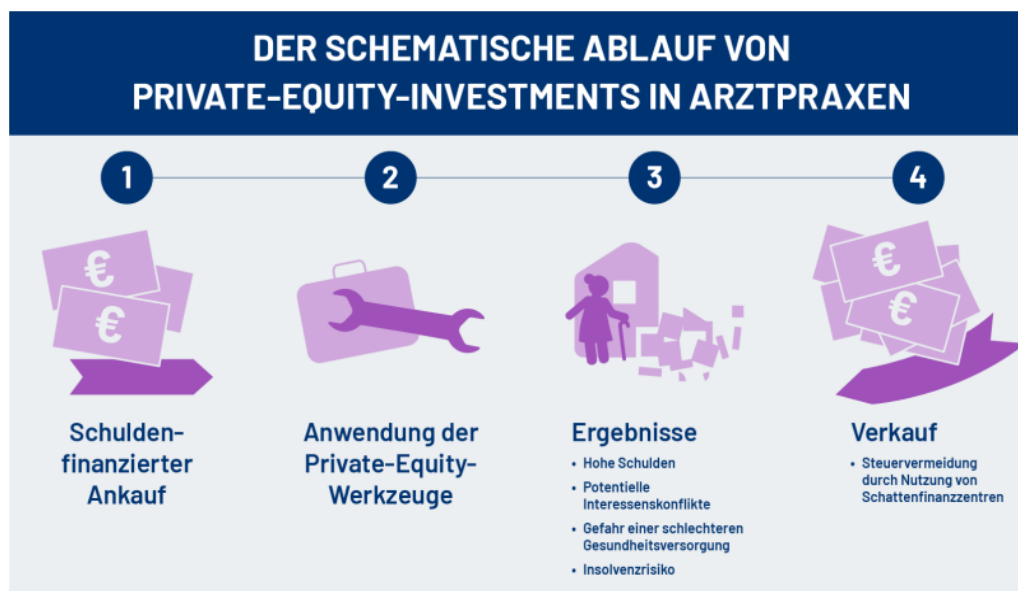 DER SCHEMATISCHE ABLAUF VON
PRIVATE-EQUITY-INVESTMENTS IN ARZTPRAXEN
1
2
3
4
€
€
€
€
Schulden-
finanzierter
Ankauf
Anwendung der
Private-Equity-
Werkzeuge
Ergebnisse
• Hohe Schulden
• Potentielle
Interessenskonflikte
• Gefahr einer schlechteren
Gesundheitsversorgung
• Insolvenzrisiko
Verkauf
• Steuervermeidung
durch Nutzung von
Schattenfinanzzentren